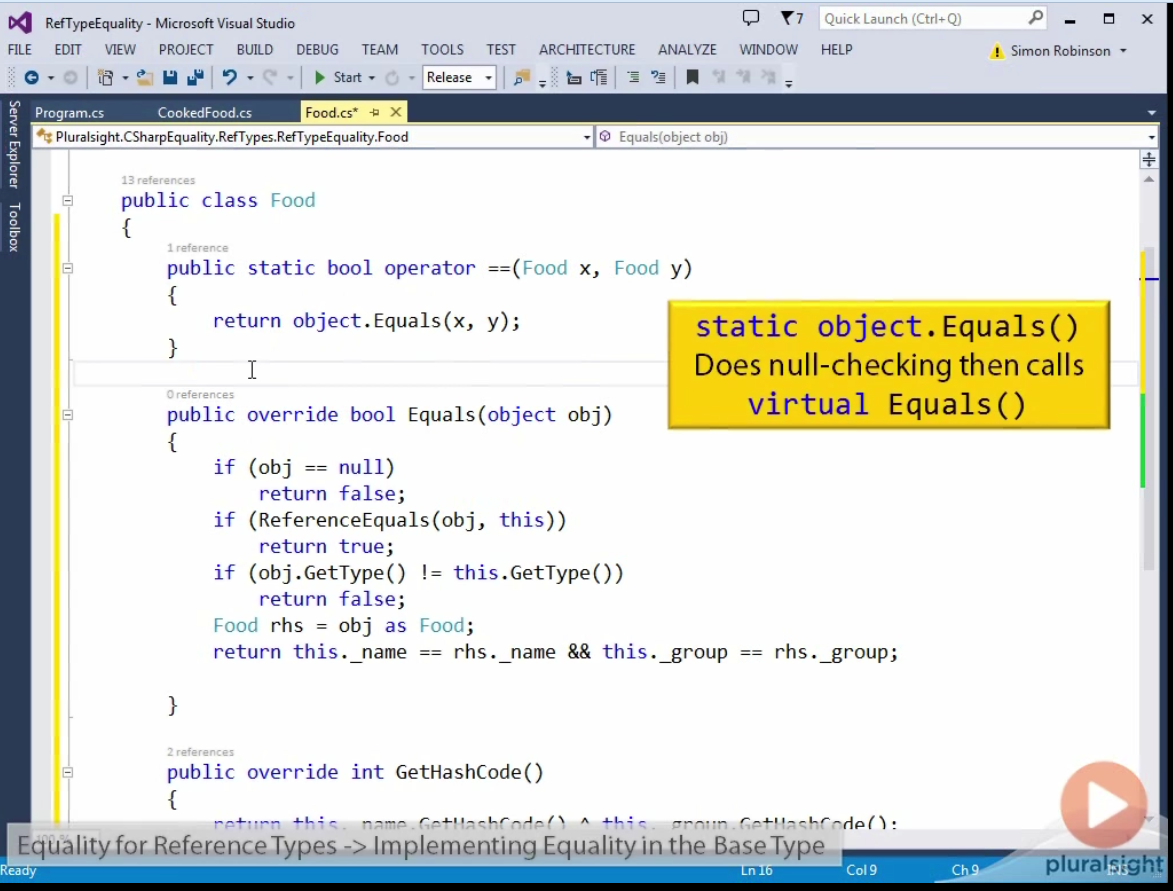 RefTypeEquality - Microsoft Visual Studio
7
Quick Launch (Ctrl+Q)
FILE EDIT VIEW PROJECT BUILD DEBUG TEAM TOOLS TEST ARCHITECTURE ANALYZE WINDOW HELP
Simon Robinson
Start
Release
Server Explorer
Toolbox
Program.cs CookedFood.cs Food.cs*
Pluralsight.CSharpEquality.RefTypes.RefTypeEquality.Food
Equals(object obj)
13 references
public class Food
{
1 reference
public static bool operator ==(Food x, Food y)
{
return object.Equals(x, y);
}
static object.Equals()
Does null-checking then calls
virtual Equals()
0 references
public override bool Equals(object obj)
{
if (obj == null)
return false;
if (ReferenceEquals(obj, this))
return true;
if (obj.GetType() != this.GetType())
return false;
Food rhs = obj as Food;
return this._name == rhs._name && this._group == rhs._group;
}
2 references
public override int GetHashCode()
{
return this._name.GetHashCode() ^ this._group.GetHashCode();
100 %
Equality for Reference Types -> Implementing Equality in the Base Type
pluralsight
Ready
Ln 16 Col 9 Ch 9 INS